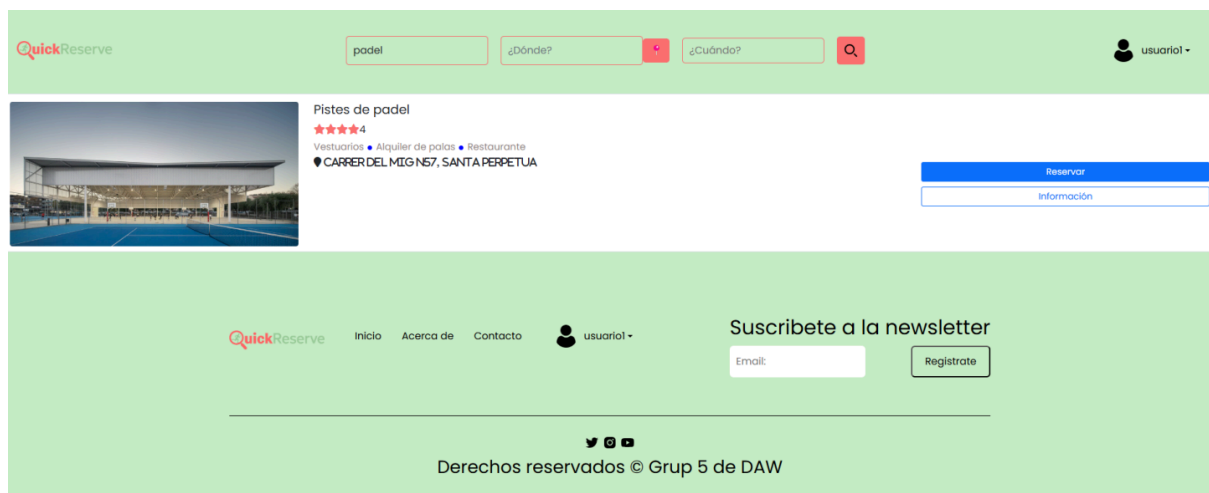 QuickReserve
padel
¿Dónde?
¿Cuándo?
usuario1
Pistes de padel
4
Vestuarios • Alquiler de palas • Restaurante
CARRER DEL MIG N57, SANTA PERPETUA
Reservar
Información
QuickReserve
Inicio
Acerca de
Contacto
usuario1
Suscribete a la newsletter
Email:
Registrate
Derechos reservados © Grup 5 de DAW